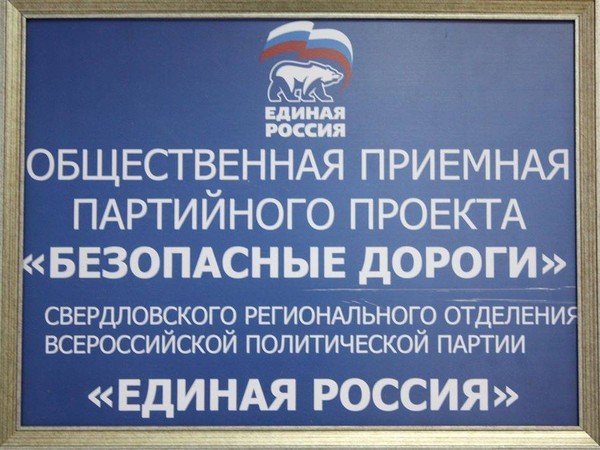 ЕДИНАЯ
РОССИЯ
ОБЩЕСТВЕННАЯ ПРИЕМНАЯ
ПАРТИЙНОГО ПРОЕКТА
«БЕЗОПАСНЫЕ ДОРОГИ»
СВЕРДЛОВСКОГО РЕГИОНАЛЬНОГО ОТДЕЛЕНИЯ
ВСЕРОССИЙСКОЙ ПОЛИТИЧЕСКОЙ ПАРТИИ
«ЕДИНАЯ РОССИЯ»